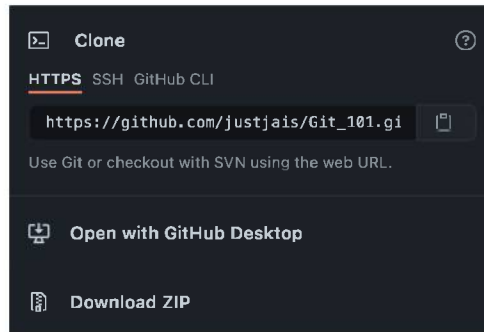 Clone
HTTPS SSH GitHub CLI
https://github.com/justjais/Git_101.gi
Use Git or checkout with SVN using the web URL.
Open with GitHub Desktop
Download ZIP